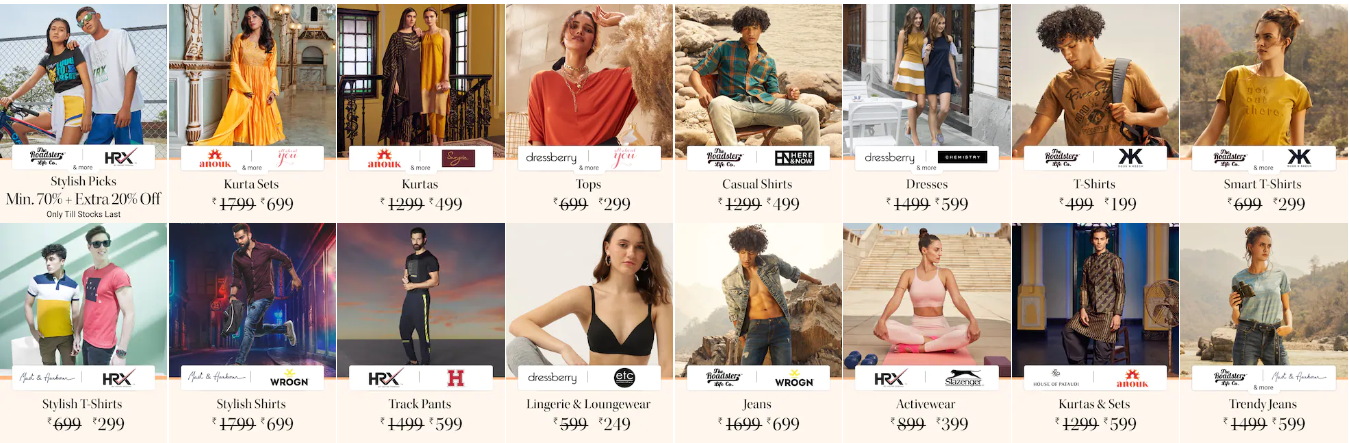 The Roadster Life Co. HRX
& more
Stylish Picks
Min. 70% + Extra 20% Off
Only Till Stocks Last
anouk all about you
& more
Kurta Sets
₹1799 ₹699
anouk Sangria
& more
Kurtas
₹1299 ₹499
dressberry all about you
& more
Tops
₹699 ₹299
The Roadster Life Co. HERE &NOW
Casual Shirts
₹1299 ₹499
dressberry CHEMISTRY
& more
Dresses
₹1499 ₹599
The Roadster Life Co.
T-Shirts
₹499 ₹199
not out there
The Roadster Life Co.
& more
Smart T-Shirts
₹699 ₹299
Mast & Harbour HRX
Stylish T-Shirts
₹699 ₹299
Mast & Harbour WROGN
Stylish Shirts
₹1799 ₹699
HRX H
Track Pants
₹1499 ₹599
dressberry etc
Lingerie & Loungewear
₹599 ₹249
The Roadster Life Co. WROGN
Jeans
₹1699 ₹699
HRX Slazenger
Activewear
₹899 ₹399
HOUSE OF PATAUDI anouk
Kurtas & Sets
₹1299 ₹599
The Roadster Life Co. Mast & Harbour
& more
Trendy Jeans
₹1499 ₹599